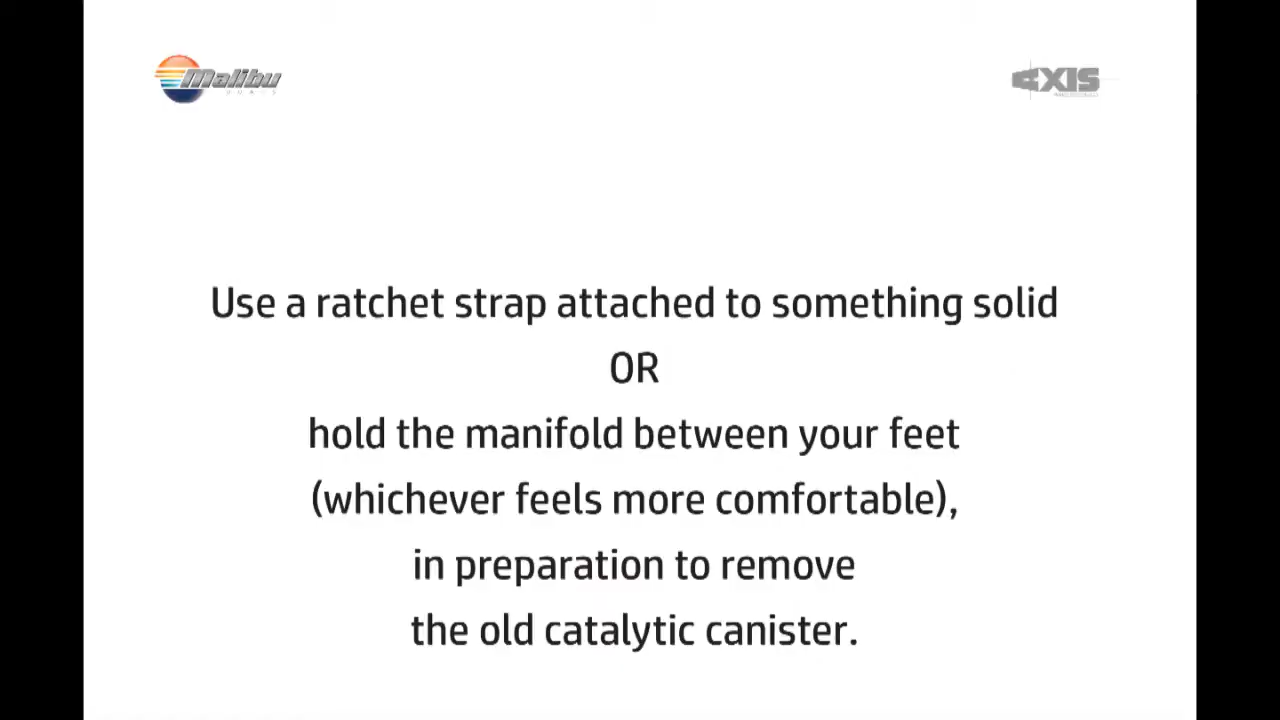 Malibu
AXIS
Use a ratchet strap attached to something solid
OR
hold the manifold between your feet
(whichever feels more comfortable),
in preparation to remove
the old catalytic canister.